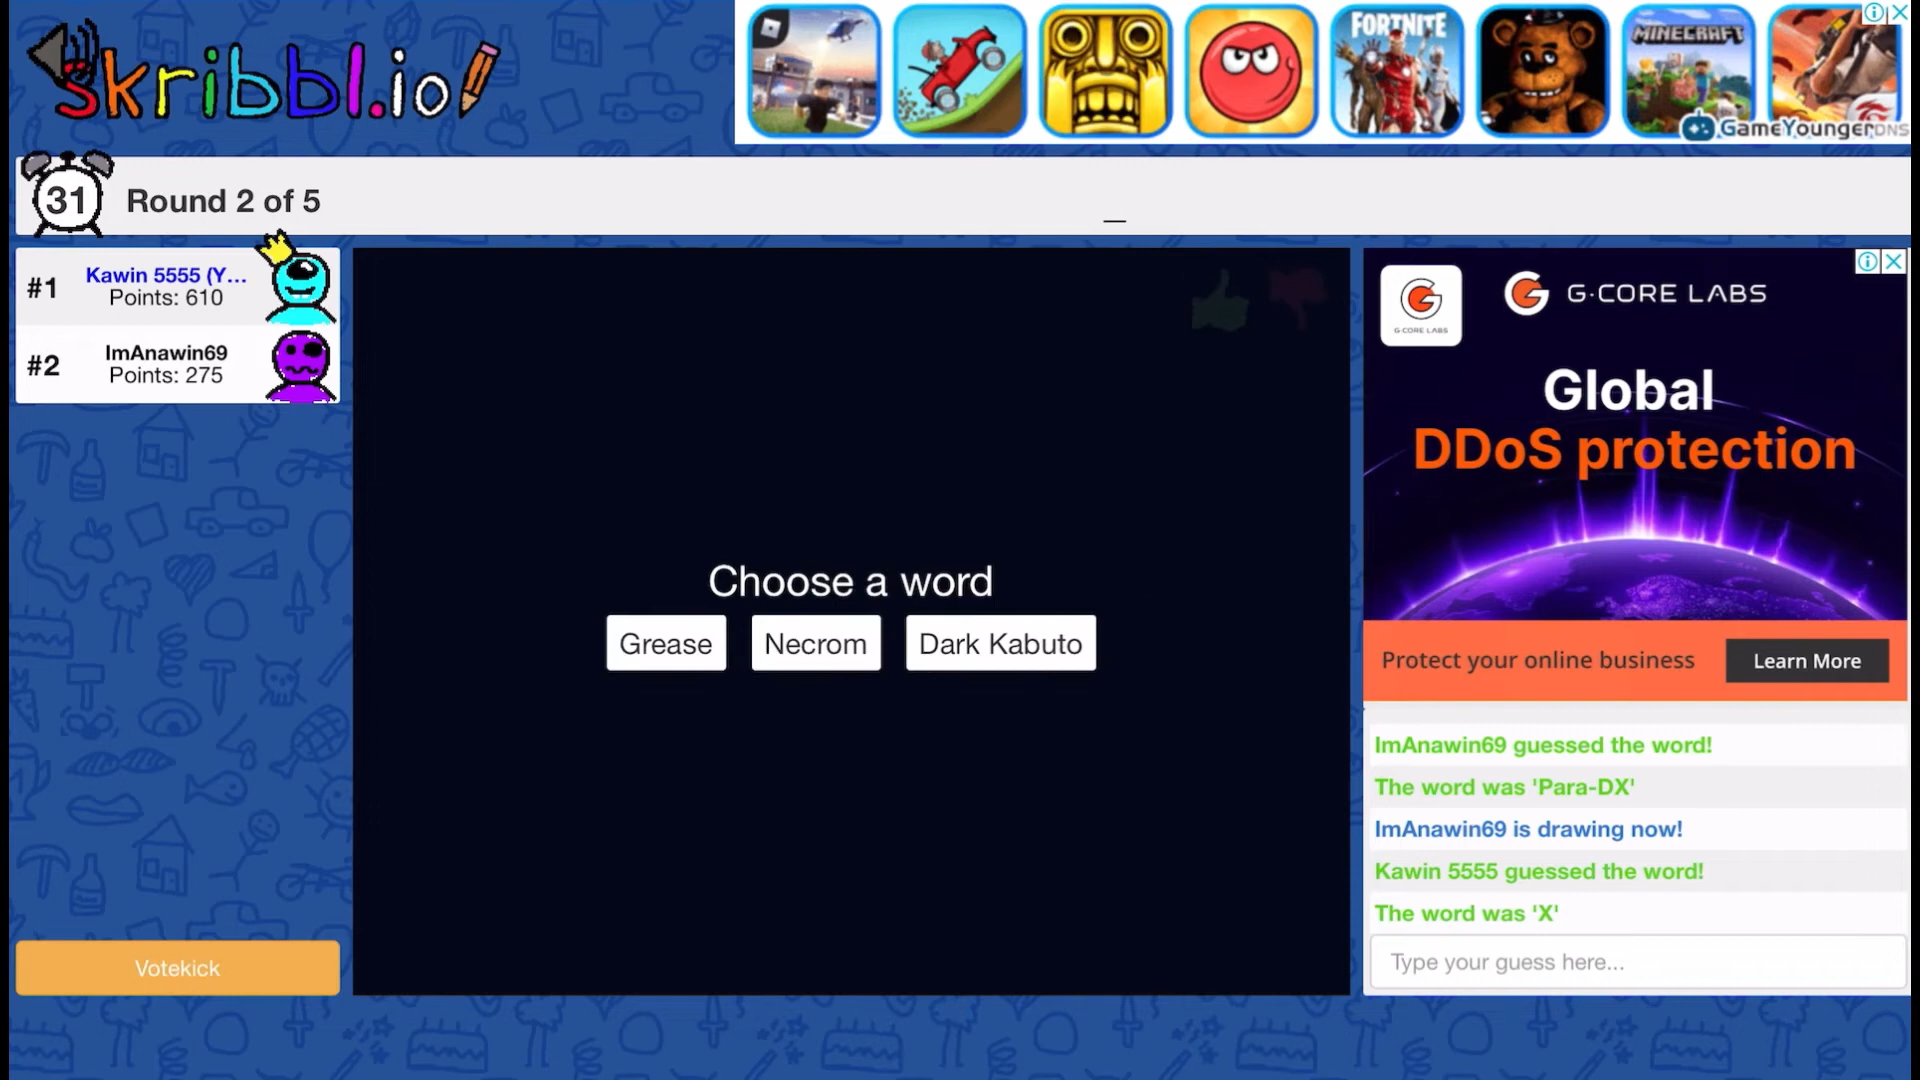 skribbl.io
FORTNITE
MINECRAFT
GameYoungerDNS
31
Round 2 of 5
_
#1
Kawin 5555 (Y...
Points: 610
#2
ImAnawin69
Points: 275
Votekick
Choose a word
Grease
Necrom
Dark Kabuto
G-CORE LABS
G·CORE LABS
Global
DDoS protection
Protect your online business
Learn More
ImAnawin69 guessed the word!
The word was 'Para-DX'
ImAnawin69 is drawing now!
Kawin 5555 guessed the word!
The word was 'X'
Type your guess here...